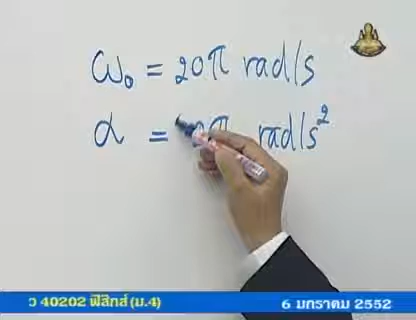 ω₀ = 20π rad/s
α = π rad/s²
ว 40202 ฟิสิกส์ (ม.4) 6 มกราคม 2552